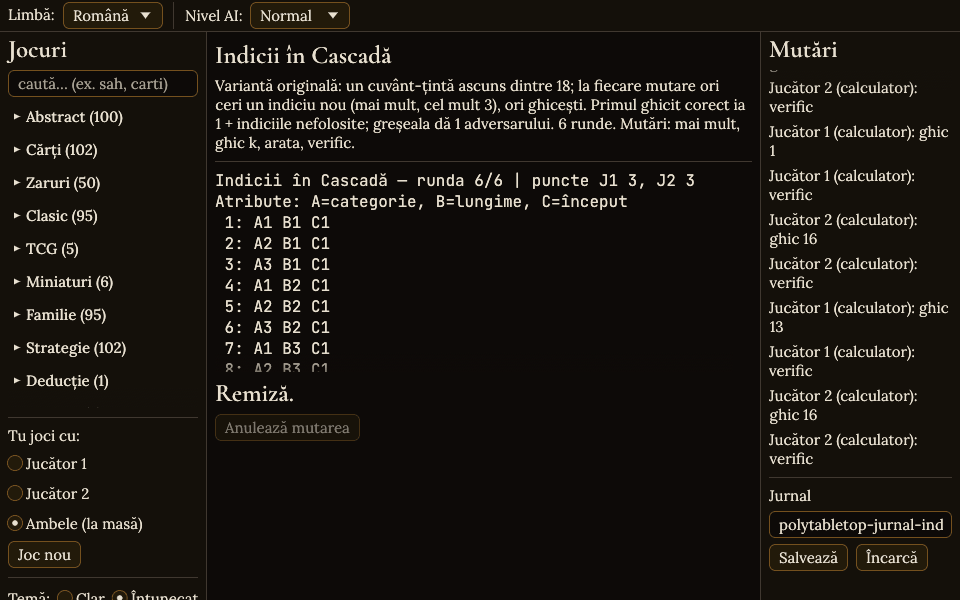 Limbă:
Română
Nivel AI:
Normal
Jocuri
caută... (ex. sah, carti)
Abstract (100)
Cărți (102)
Zaruri (50)
Clasic (95)
TCG (5)
Miniaturi (6)
Familie (95)
Strategie (102)
Deducție (1)
Tu joci cu:
Jucător 1
Jucător 2
Ambele (la masă)
Joc nou
Temă:
Clar
Întunecat
Indicii în Cascadă
Variantă originală: un cuvânt-țintă ascuns dintre 18; la fiecare mutare ori
ceri un indiciu nou (mai mult, cel mult 3), ori ghicești. Primul ghicit corect ia
1 + indiciile nefolosite; greșeala dă 1 adversarului. 6 runde. Mutări: mai mult,
ghic k, arata, verific.
Indicii în Cascadă — runda 6/6 | puncte J1 3, J2 3
Atribute: A=categorie, B=lungime, C=început
1: A1 B1 C1
2: A2 B1 C1
3: A3 B1 C1
4: A1 B2 C1
5: A2 B2 C1
6: A3 B2 C1
7: A1 B3 C1
8: A2 B3 C1
Remiză.
Anulează mutarea
Mutări
Jucător 2 (calculator):
verific
Jucător 1 (calculator): ghic
1
Jucător 1 (calculator):
verific
Jucător 2 (calculator):
ghic 16
Jucător 2 (calculator):
verific
Jucător 1 (calculator): ghic
13
Jucător 1 (calculator):
verific
Jucător 2 (calculator):
ghic 16
Jucător 2 (calculator):
verific
Jurnal
polytabletop-jurnal-ind
Salvează
Încarcă